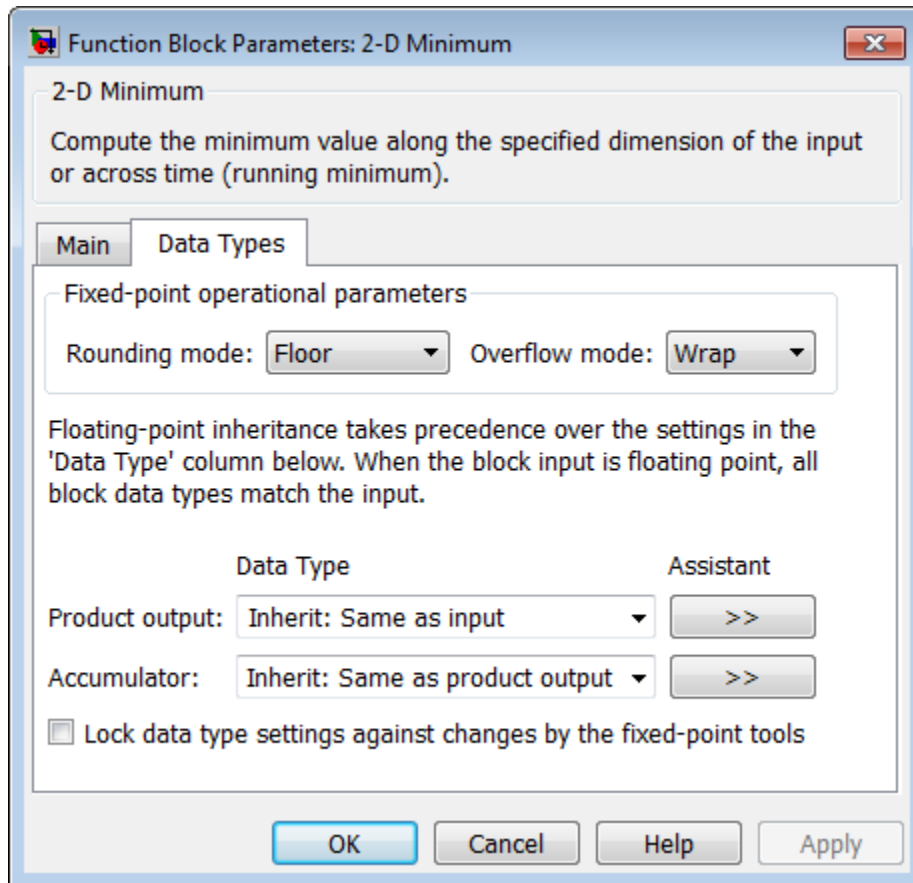 Function Block Parameters: 2-D Minimum
2-D Minimum
Compute the minimum value along the specified dimension of the input
or across time (running minimum).
Main Data Types
Fixed-point operational parameters
Rounding mode: Floor Overflow mode: Wrap
Floating-point inheritance takes precedence over the settings in the
'Data Type' column below. When the block input is floating point, all
block data types match the input.
Data Type Assistant
Product output: Inherit: Same as input >>
Accumulator: Inherit: Same as product output >>
Lock data type settings against changes by the fixed-point tools
OK Cancel Help Apply